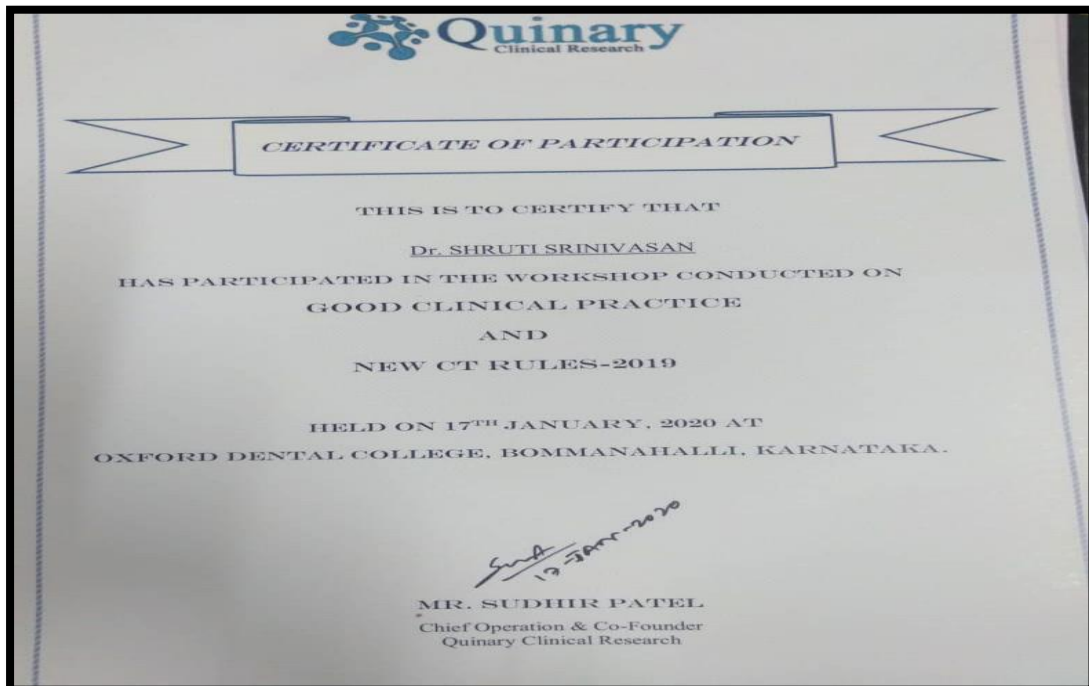 Quinary
Clinical Research
CERTIFICATE OF PARTICIPATION
THIS IS TO CERTIFY THAT
Dr. SHRUTI SRINIVASAN
HAS PARTICIPATED IN THE WORKSHOP CONDUCTED ON
GOOD CLINICAL PRACTICE
AND
NEW CT RULES-2019
HELD ON 17TH JANUARY, 2020 AT
OXFORD DENTAL COLLEGE, BOMMANAHALLI, KARNATAKA.
17-JAN-2020
MR. SUDHIR PATEL
Chief Operation & Co-Founder
Quinary Clinical Research